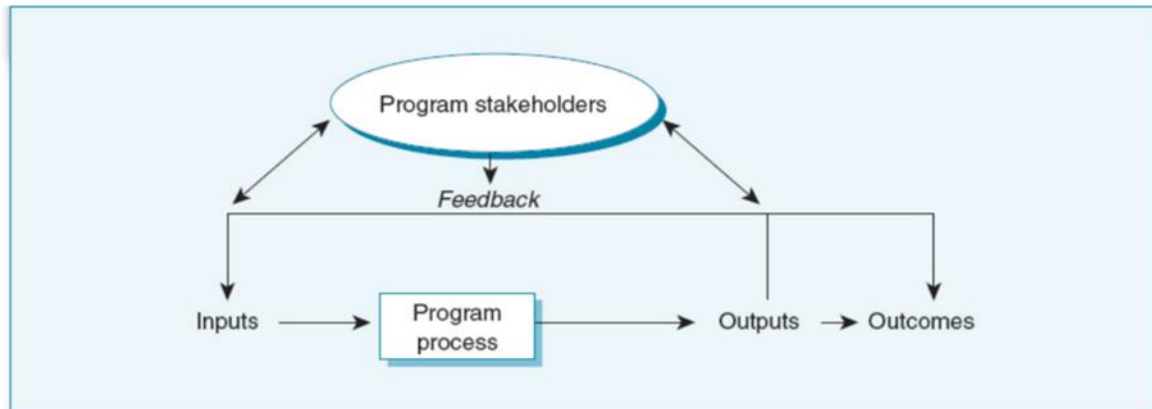 Program stakeholders
Feedback
Inputs
Program
process
Outputs
Outcomes